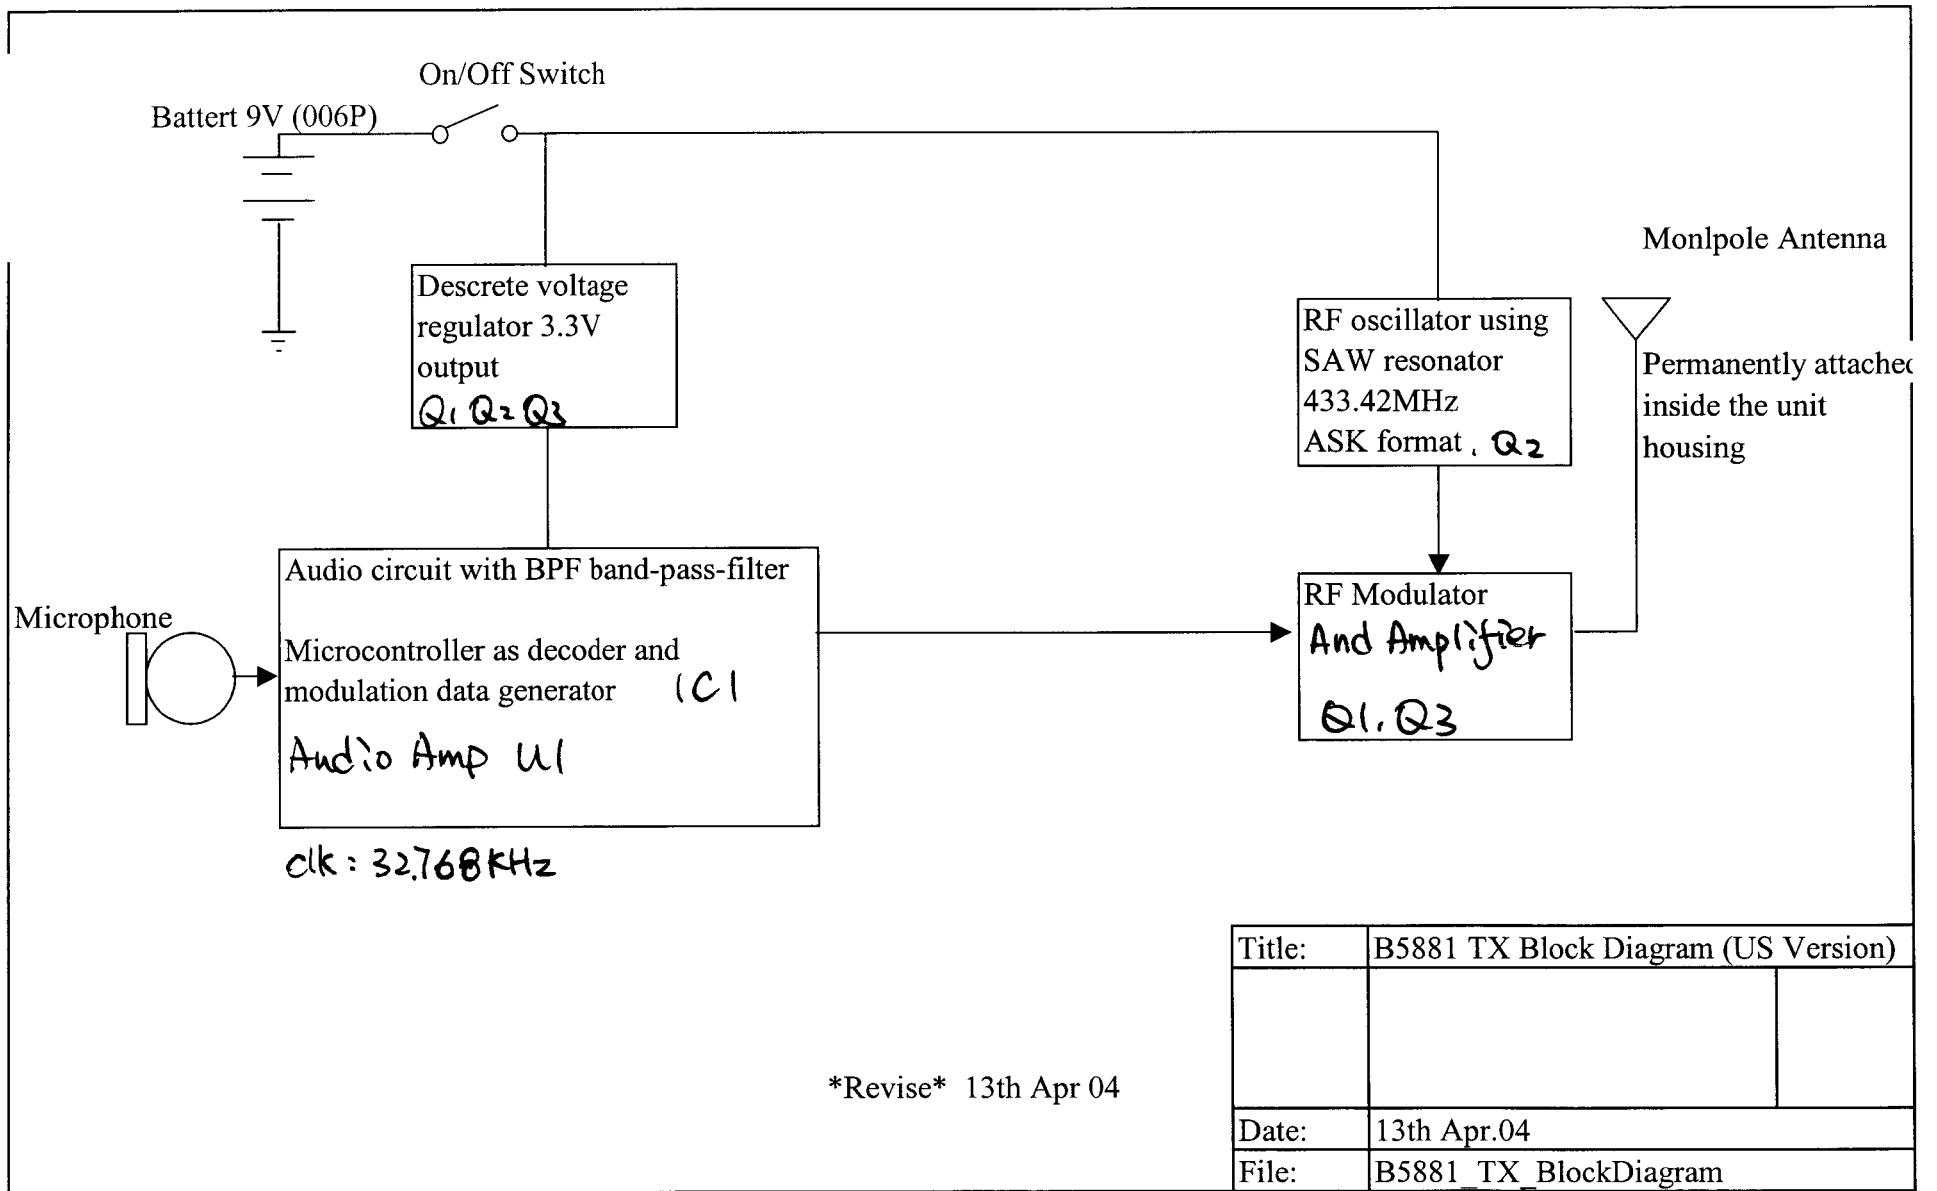 On/Off Switch
Battert 9V (006P)
Monlpole Antenna
Descrete voltage
regulator 3.3V
output
Q1 Q2 Q3
RF oscillator using
SAW resonator
433.42MHz
ASK format , Q2
Permanently attached
inside the unit
housing
Audio circuit with BPF band-pass-filter
Microphone
Microcontroller as decoder and
modulation data generator IC1
Audio Amp U1
clk : 32.768KHz
RF Modulator
And Amplifier
Q1, Q3
Title: B5881 TX Block Diagram (US Version)
*Revise* 13th Apr 04
Date: 13th Apr.04
File: B5881_TX_BlockDiagram